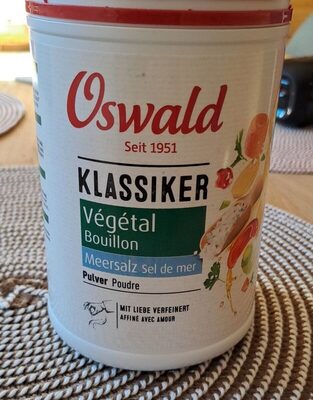 Oswald
Seit 1951
KLASSIKER
Végétal
Bouillon
Meersalz Sel de mer
Pulver Poudre
MIT LIEBE VERFEINERT
AFFINÉ AVEC AMOUR